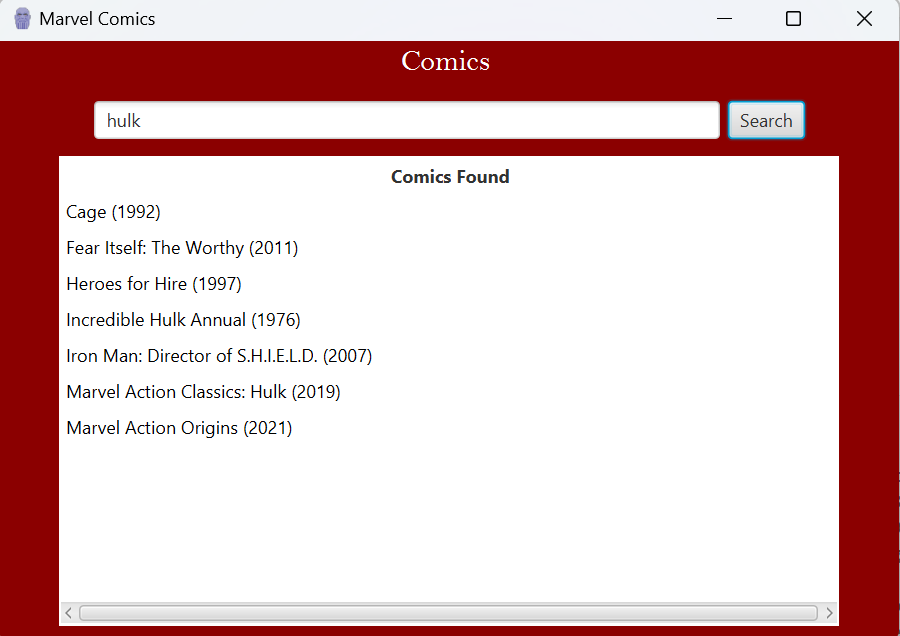 Marvel Comics
Comics
hulk
Search
Comics Found
Cage (1992)
Fear Itself: The Worthy (2011)
Heroes for Hire (1997)
Incredible Hulk Annual (1976)
Iron Man: Director of S.H.I.E.L.D. (2007)
Marvel Action Classics: Hulk (2019)
Marvel Action Origins (2021)